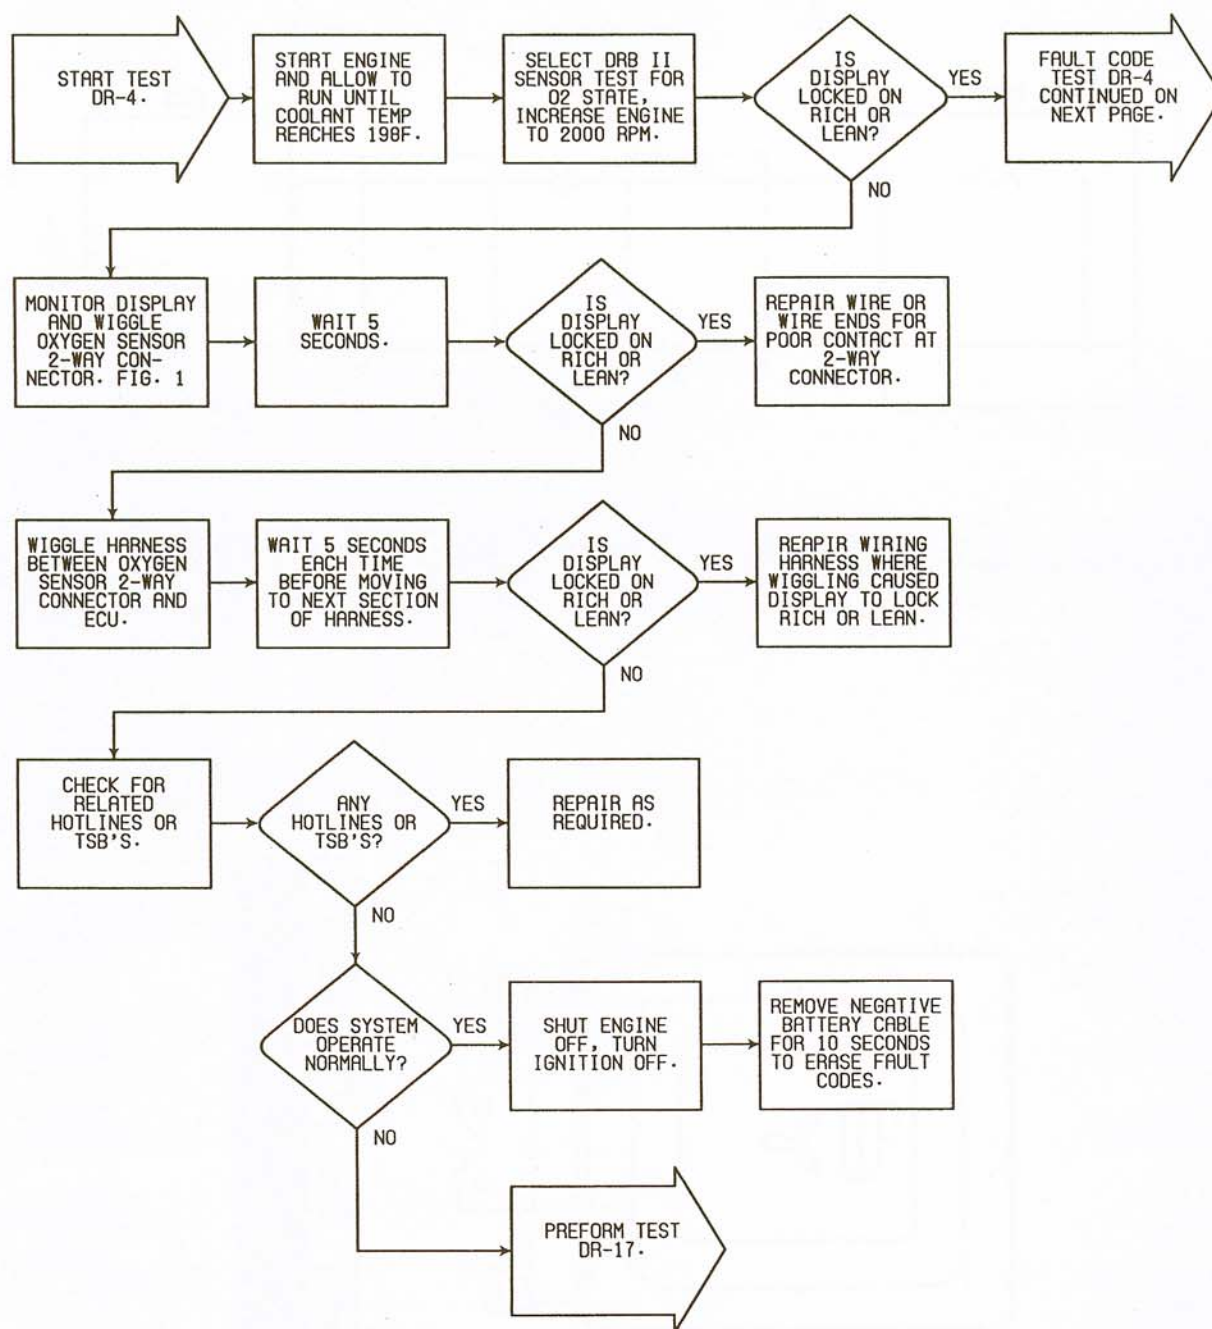 START TEST
DR-4.
START ENGINE
AND ALLOW TO
RUN UNTIL
COOLANT TEMP
REACHES 198F.
SELECT DRB II
SENSOR TEST FOR
O2 STATE,
INCREASE ENGINE
TO 2000 RPM.
IS
DISPLAY
LOCKED ON
RICH OR
LEAN?
YES
FAULT CODE
TEST DR-4
CONTINUED ON
NEXT PAGE.
NO
MONITOR DISPLAY
AND WIGGLE
OXYGEN SENSOR
2-WAY CON-
NECTOR. FIG. 1
WAIT 5
SECONDS.
IS
DISPLAY
LOCKED ON
RICH OR
LEAN?
YES
REPAIR WIRE OR
WIRE ENDS FOR
POOR CONTACT AT
2-WAY
CONNECTOR.
NO
WIGGLE HARNESS
BETWEEN OXYGEN
SENSOR 2-WAY
CONNECTOR AND
ECU.
WAIT 5 SECONDS
EACH TIME
BEFORE MOVING
TO NEXT SECTION
OF HARNESS.
IS
DISPLAY
LOCKED ON
RICH OR
LEAN?
YES
REAPIR WIRING
HARNESS WHERE
WIGGLING CAUSED
DISPLAY TO LOCK
RICH OR LEAN.
NO
CHECK FOR
RELATED
HOTLINES OR
TSB'S.
ANY
HOTLINES OR
TSB'S?
YES
REPAIR AS
REQUIRED.
NO
DOES SYSTEM
OPERATE
NORMALLY?
YES
SHUT ENGINE
OFF, TURN
IGNITION OFF.
REMOVE NEGATIVE
BATTERY CABLE
FOR 10 SECONDS
TO ERASE FAULT
CODES.
NO
PREFORM TEST
DR-17.